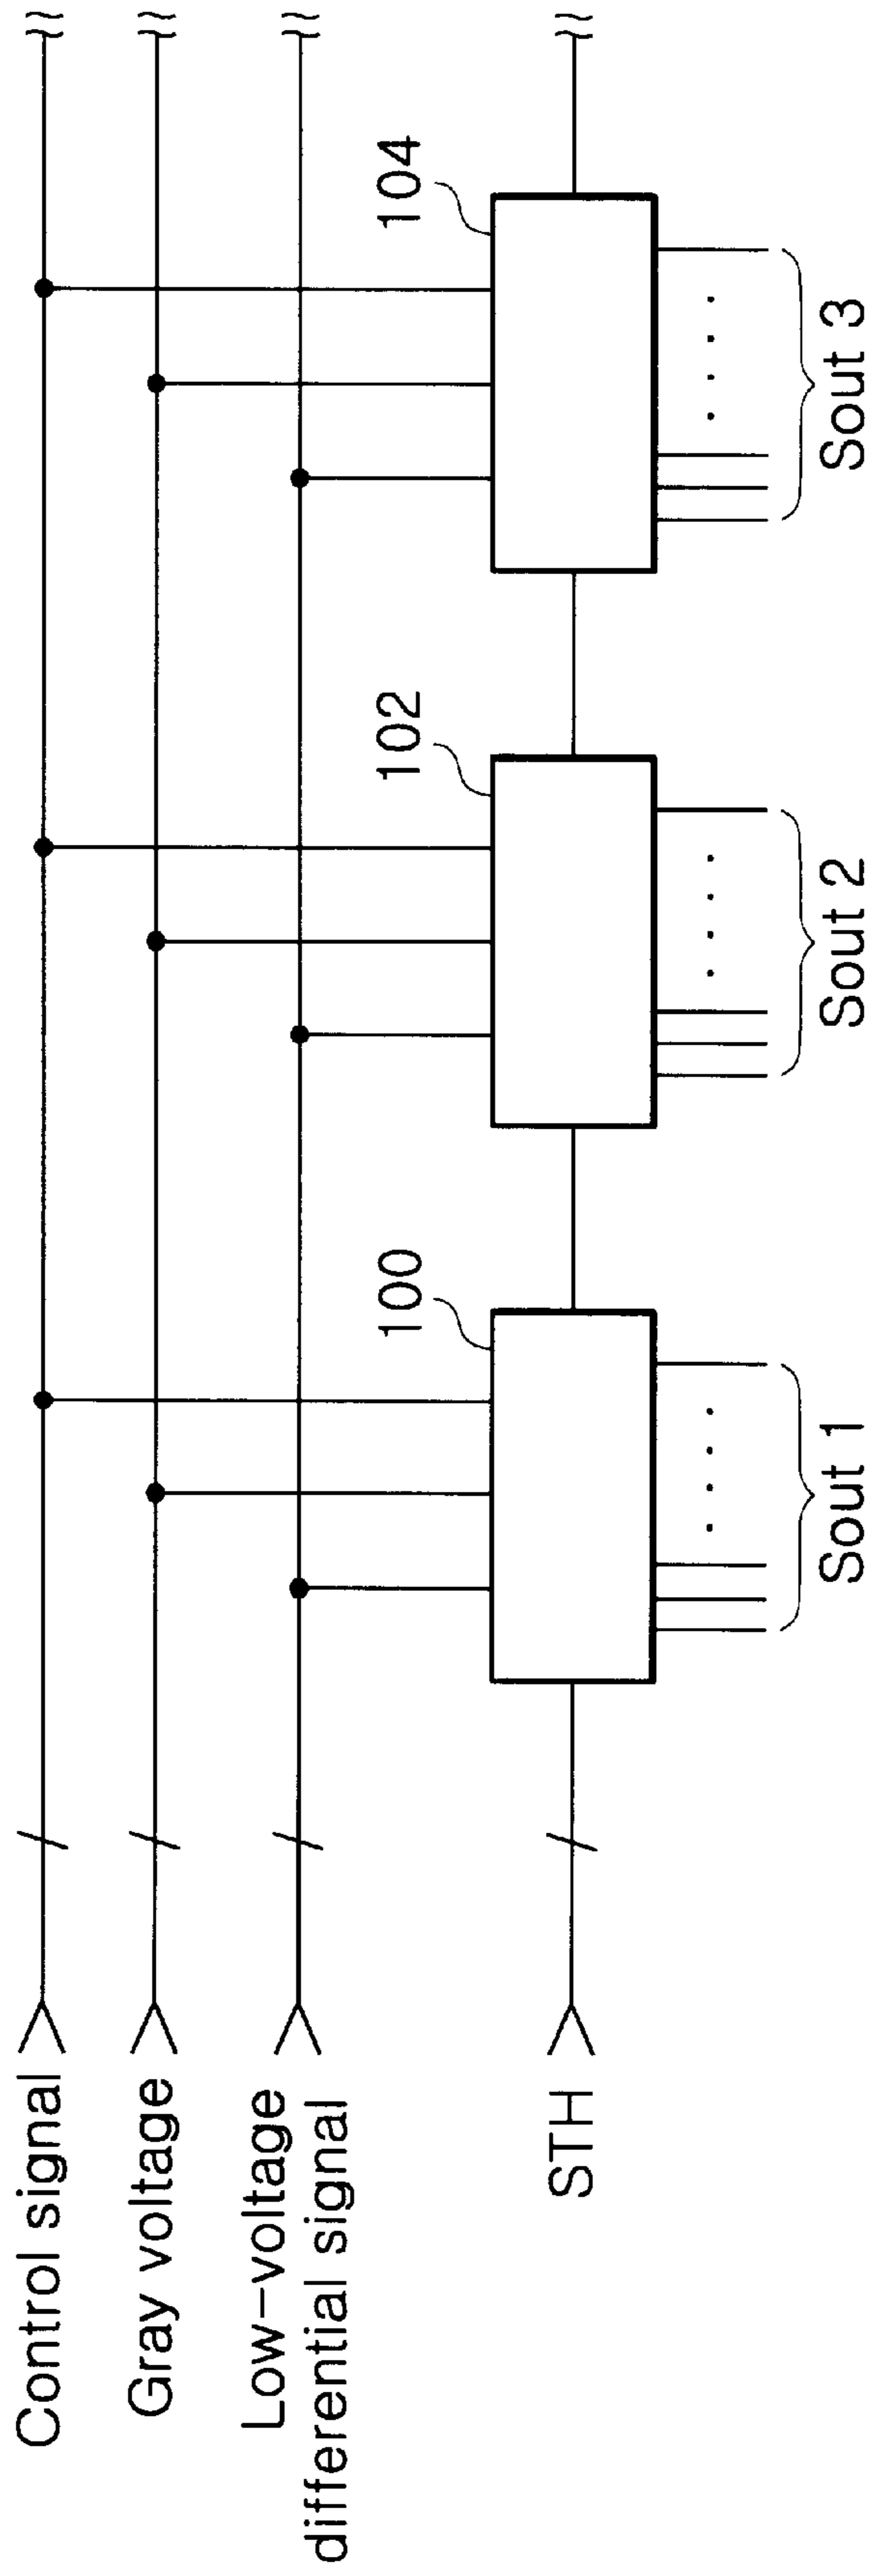 Control signal
Gray voltage
Low-voltage
differential signal
STH
100
102
104
Sout 1
Sout 2
Sout 3